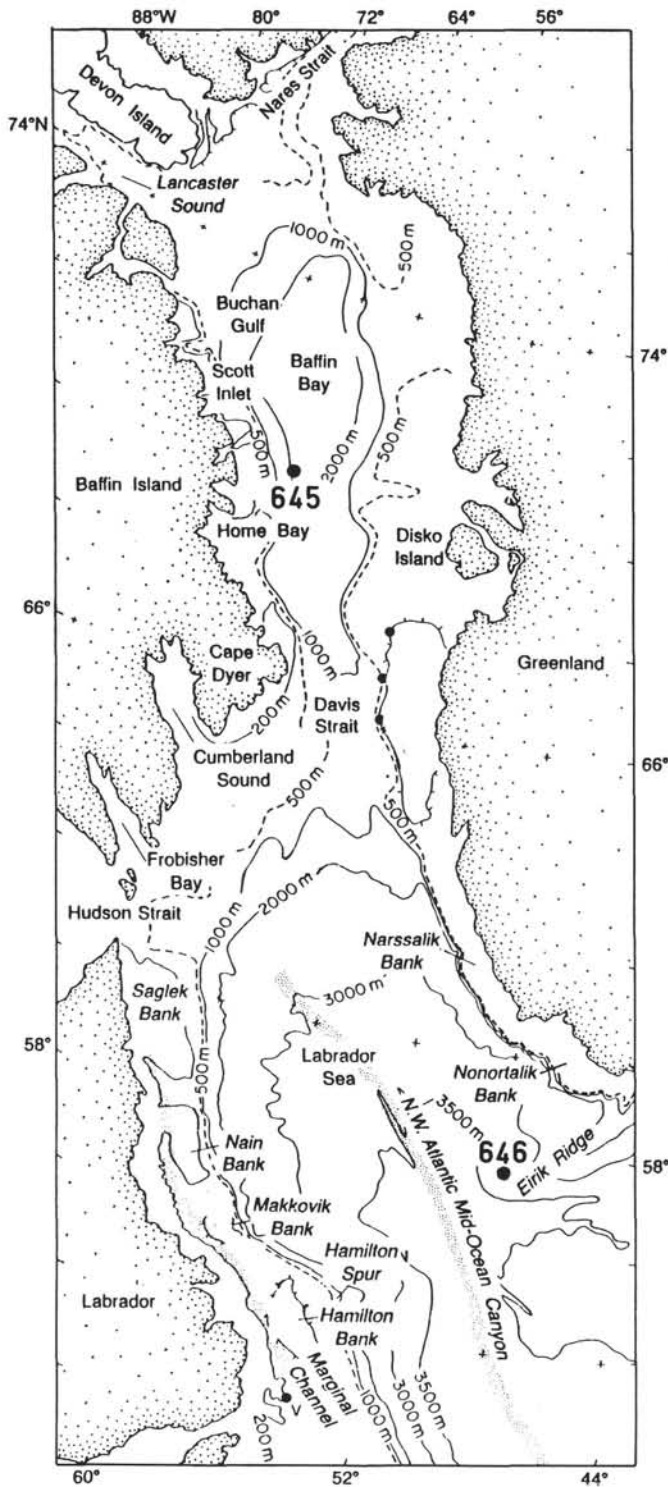 88°W 80° 72° 64° 56°
Nares Strait
Devon Island
74°N
Lancaster
Sound
1000 m
500 m
Buchan
Gulf
Baffin
Bay
74°
Scott
Inlet
500 m
2000 m
500 m
645
Baffin Island
Home Bay
Disko
Island
66°
Cape
Dyer
1000 m
Greenland
200 m
Davis
Strait
66°
Cumberland
Sound
500 m
500 m
Frobisher
Bay
1000 m
2000 m
Hudson Strait
Narssalik
Bank
Saglek
Bank
3000 m
58°
Labrador
Sea
Nonortalik
Bank
500 m
3500 m
646
Eirik Ridge
58°
Nain
Bank
N.W. Atlantic Mid-Ocean Canyon
Makkovik
Bank
Hamilton
Spur
Labrador
Hamilton
Bank
Marginal
Channel
200 m
1000 m
3000 m
3500 m
60° 52° 44°